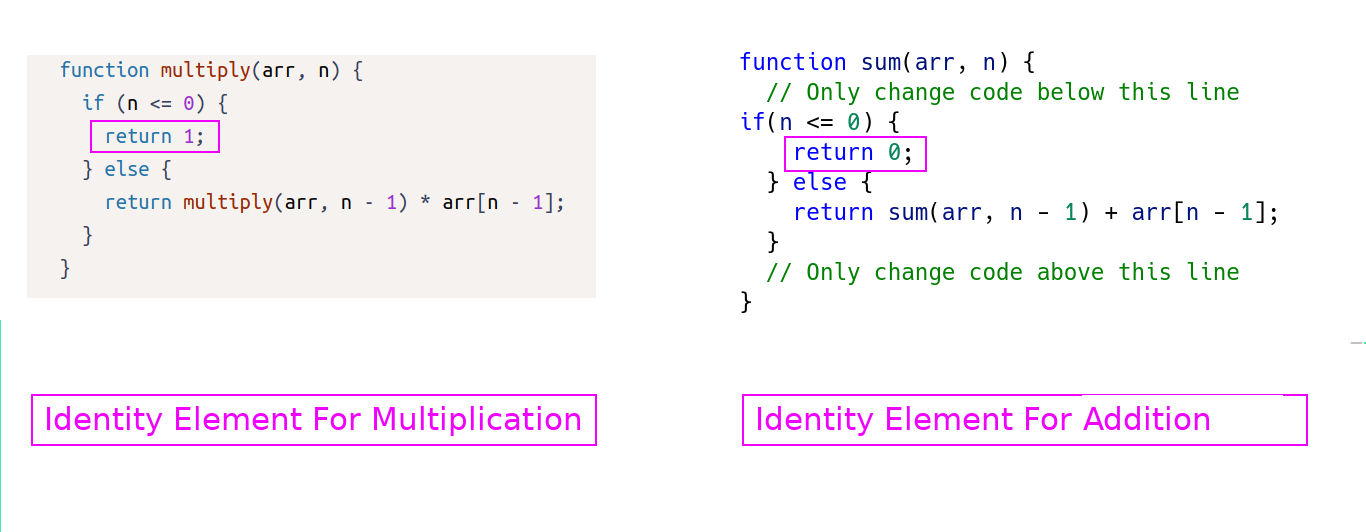 function multiply(arr, n) {
  if (n <= 0) {
    return 1;
  } else {
    return multiply(arr, n - 1) * arr[n - 1];
  }
}
Identity Element For Multiplication
function sum(arr, n) {
  // Only change code below this line
if(n <= 0) {
    return 0;
  } else {
    return sum(arr, n - 1) + arr[n - 1];
  }
  // Only change code above this line
}
Identity Element For Addition